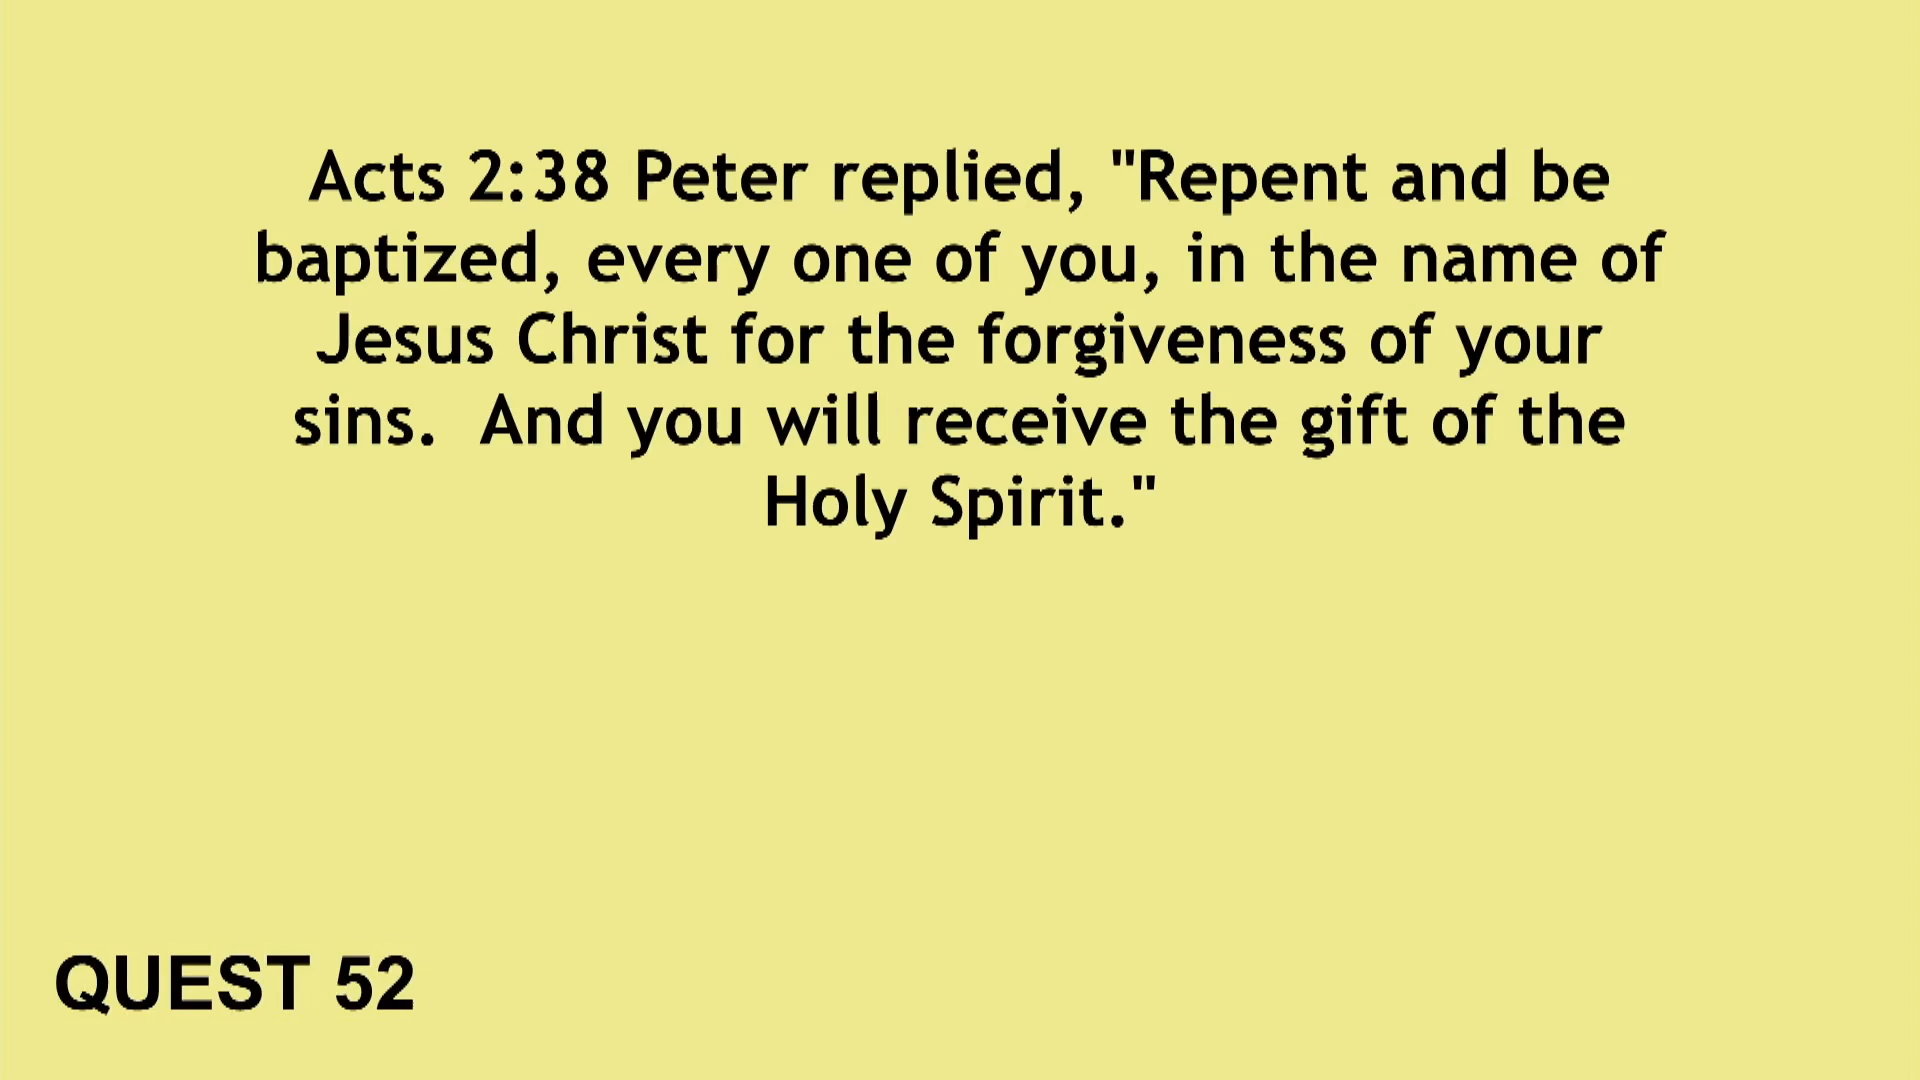 Acts 2:38 Peter replied, "Repent and be
baptized, every one of you, in the name of
Jesus Christ for the forgiveness of your
sins.  And you will receive the gift of the
Holy Spirit."
QUEST 52